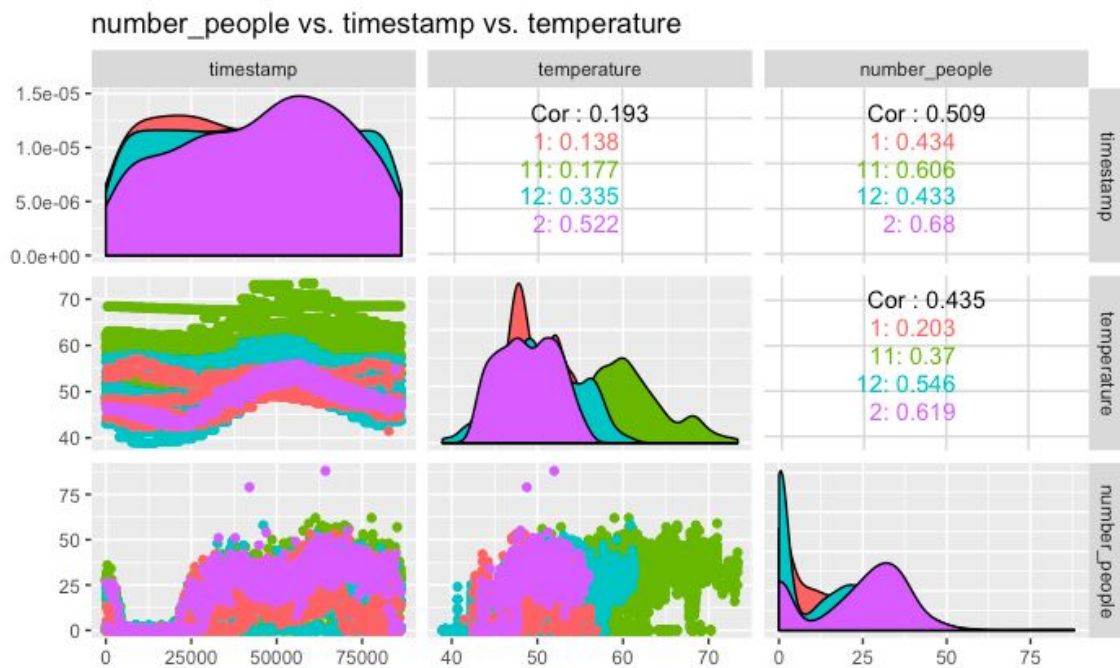 number_people vs. timestamp vs. temperature
timestamp temperature number_people
1.5e-05
1.0e-05
5.0e-06
0.0e+00
Cor : 0.193
1: 0.138
11: 0.177
12: 0.335
2: 0.522
Cor : 0.509
1: 0.434
11: 0.606
12: 0.433
2: 0.68
timestamp
70
60
50
40
Cor : 0.435
1: 0.203
11: 0.37
12: 0.546
2: 0.619
temperature
75
50
25
0
number_people
0 25000 50000 75000 40 50 60 70 0 25 50 75